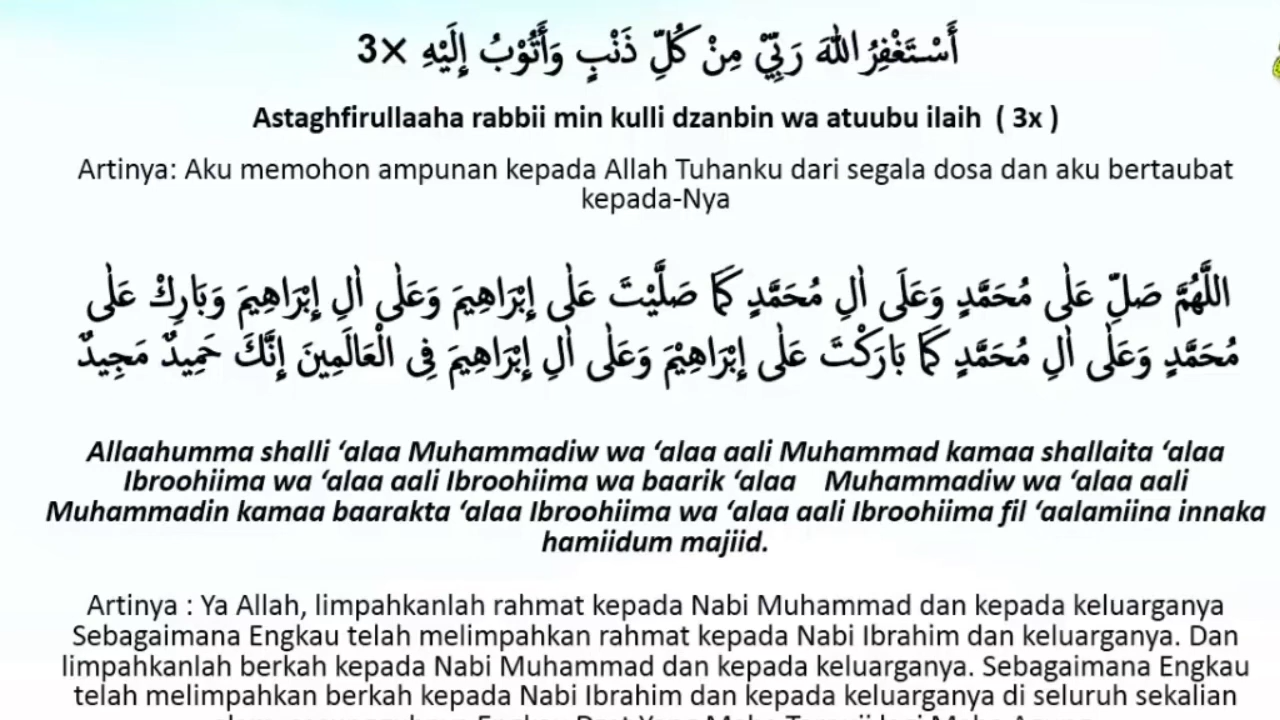 أَسْتَغْفِرُ اللهَ رَبِّيْ مِنْ كُلِّ ذَنْبٍ وَأَتُوْبُ إِلَيْهِ ×3
Astaghfirullaaha rabbii min kulli dzanbin wa atuubu ilaih ( 3x )
Artinya: Aku memohon ampunan kepada Allah Tuhanku dari segala dosa dan aku bertaubat
kepada-Nya
اللَّهُمَّ صَلِّ عَلٰى مُحَمَّدٍ وَعَلَى اٰلِ مُحَمَّدٍ كَمَا صَلَّيْتَ عَلٰى إِبْرَاهِيمَ وَعَلٰى اٰلِ إِبْرَاهِيمَ وَبَارِكْ عَلٰى
مُحَمَّدٍ وَعَلٰى اٰلِ مُحَمَّدٍ كَمَا بَارَكْتَ عَلٰى إِبْرَاهِيْمَ وَعَلٰى اٰلِ إِبْرَاهِيمَ فِى الْعَالَمِينَ إِنَّكَ حَمِيدٌ مَجِيدٌ
Allaahumma shalli ‘alaa Muhammadiw wa ‘alaa aali Muhammad kamaa shallaita ‘alaa
Ibroohiima wa ‘alaa aali Ibroohiima wa baarik ‘alaa Muhammadiw wa ‘alaa aali
Muhammadin kamaa baarakta ‘alaa Ibroohiima wa ‘alaa aali Ibroohiima fil ‘aalamiina innaka
hamiidum majiid.
Artinya : Ya Allah, limpahkanlah rahmat kepada Nabi Muhammad dan kepada keluarganya
Sebagaimana Engkau telah melimpahkan rahmat kepada Nabi Ibrahim dan keluarganya. Dan
limpahkanlah berkah kepada Nabi Muhammad dan kepada keluarganya. Sebagaimana Engkau
telah melimpahkan berkah kepada Nabi Ibrahim dan kepada keluarganya di seluruh sekalian